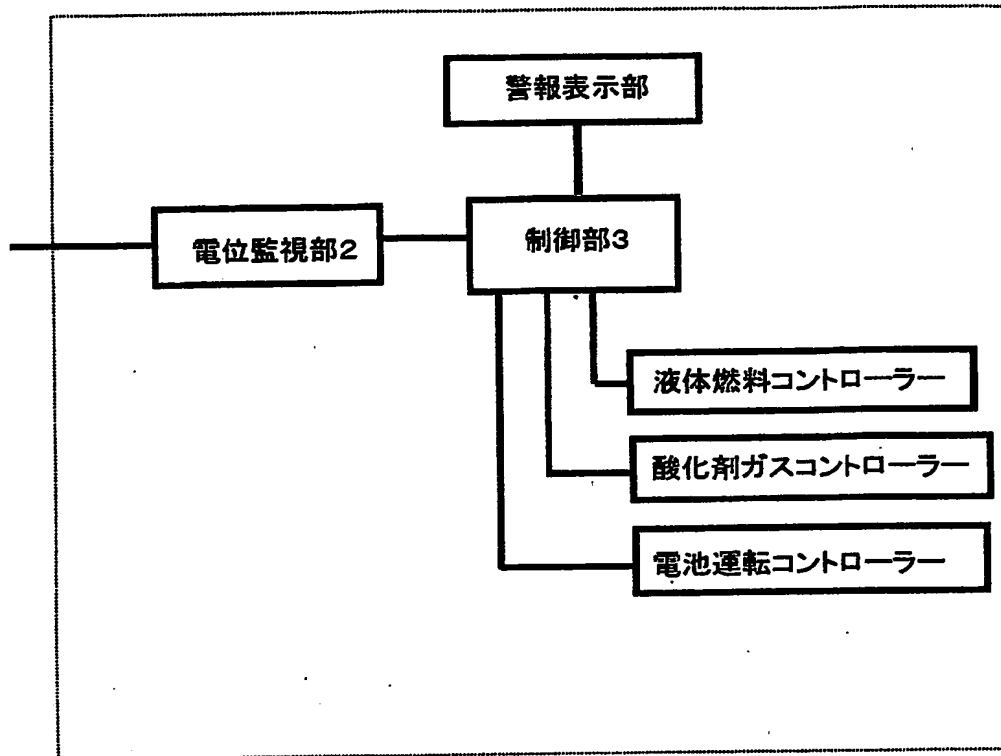 警報表示部
電位監視部2
制御部3
液体燃料コントローラー
酸化剤ガスコントローラー
電池運転コントローラー